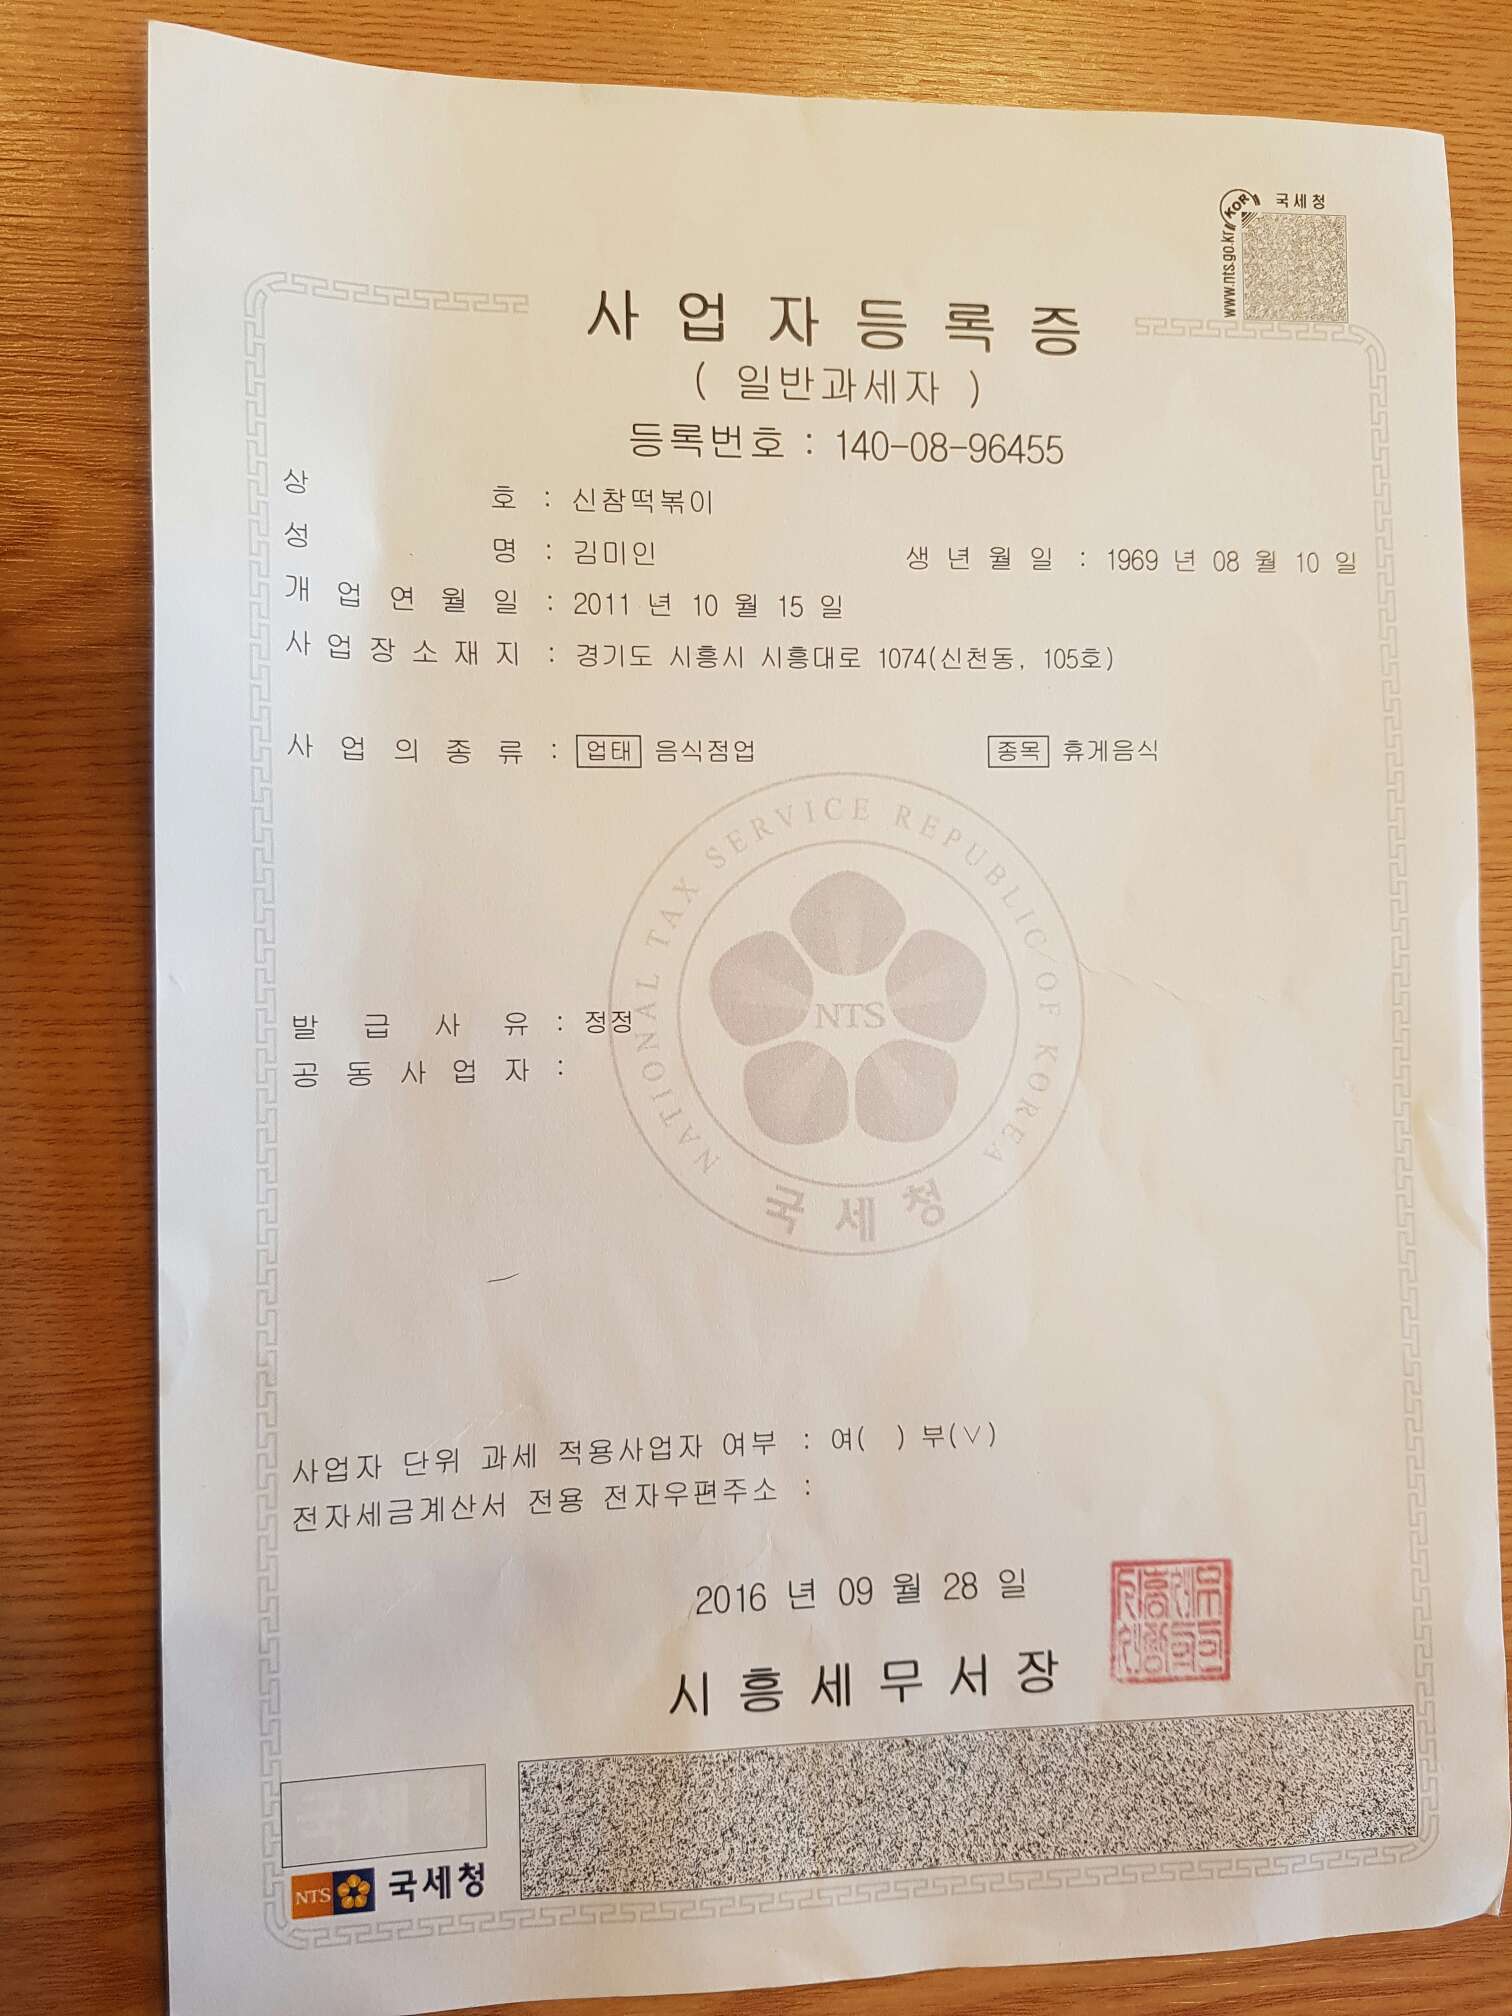 국세청
KOR
www.nts.go.kr
사업자등록증
( 일반과세자 )
등록번호 : 140-08-96455
상 호 : 신참떡볶이
성 명 : 김미인 생 년 월 일 : 1969 년 08 월 10 일
개 업 연 월 일 : 2011 년 10 월 15 일
사 업 장 소 재 지 : 경기도 시흥시 시흥대로 1074(신천동, 105호)
사 업 의 종 류 : 업태 음식점업 종목 휴게음식
NATIONAL TAX SERVICE REPUBLIC OF KOREA
NTS
국세청
발 급 사 유 : 정정
공 동 사 업 자 :
사업자 단위 과세 적용사업자 여부 : 여( ) 부(∨)
전자세금계산서 전용 전자우편주소 :
2016 년 09 월 28 일
시흥세무서장
국세청
NTS 국세청